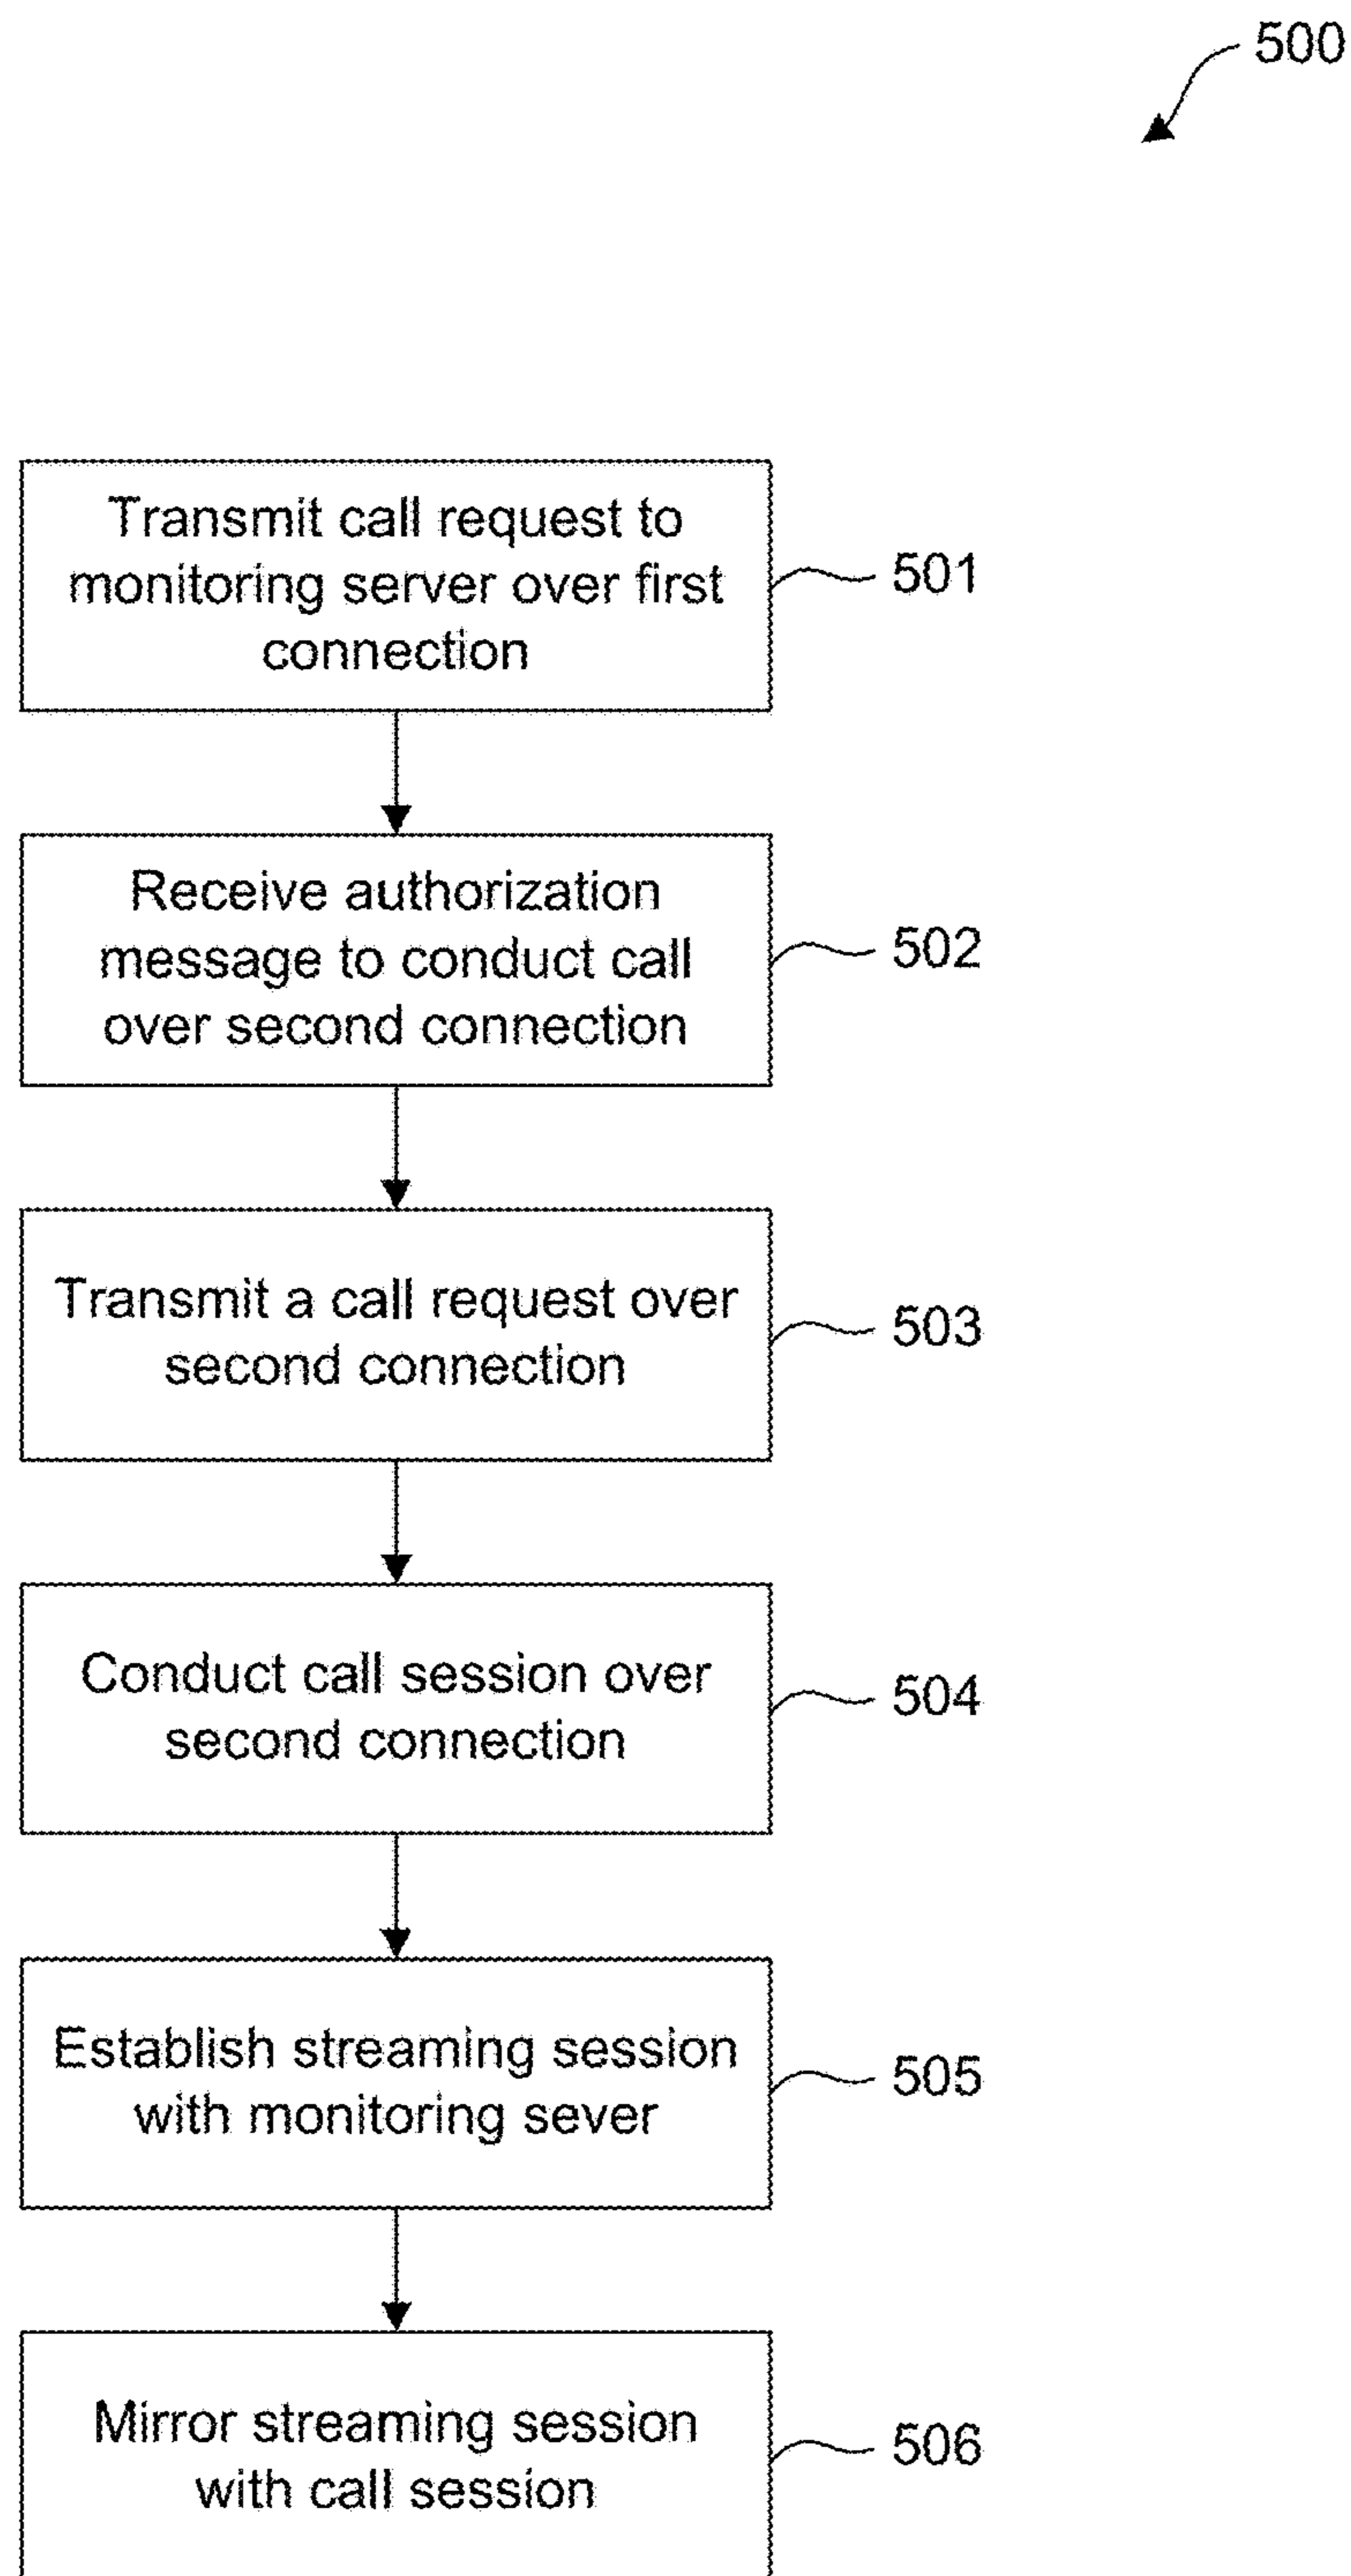 500
Transmit call request to
monitoring server over first
connection
501
Receive authorization
message to conduct call
over second connection
502
Transmit a call request over
second connection
503
Conduct call session over
second connection
504
Establish streaming session
with monitoring sever
505
Mirror streaming session
with call session
506